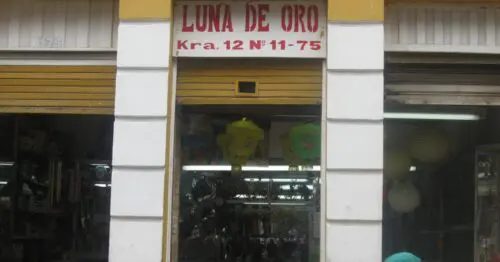 LUNA DE ORO
Kra. 12 Nº 11-75